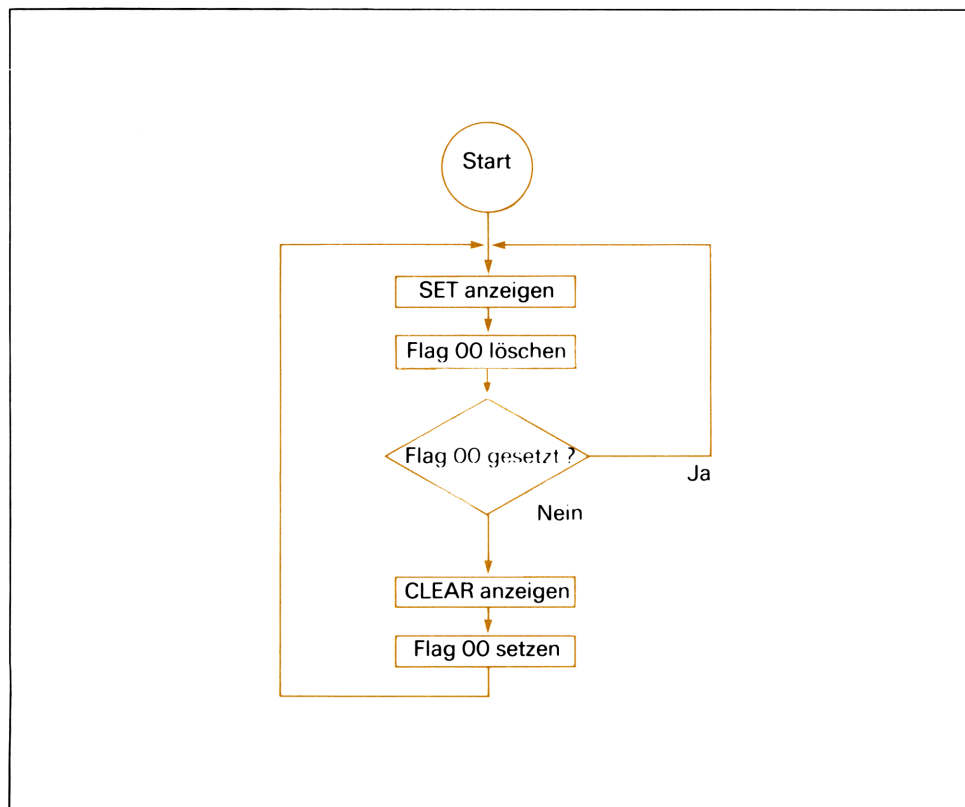 Start
SET anzeigen
Flag 00 löschen
Flag 00 gesetzt ?
Ja
Nein
CLEAR anzeigen
Flag 00 setzen